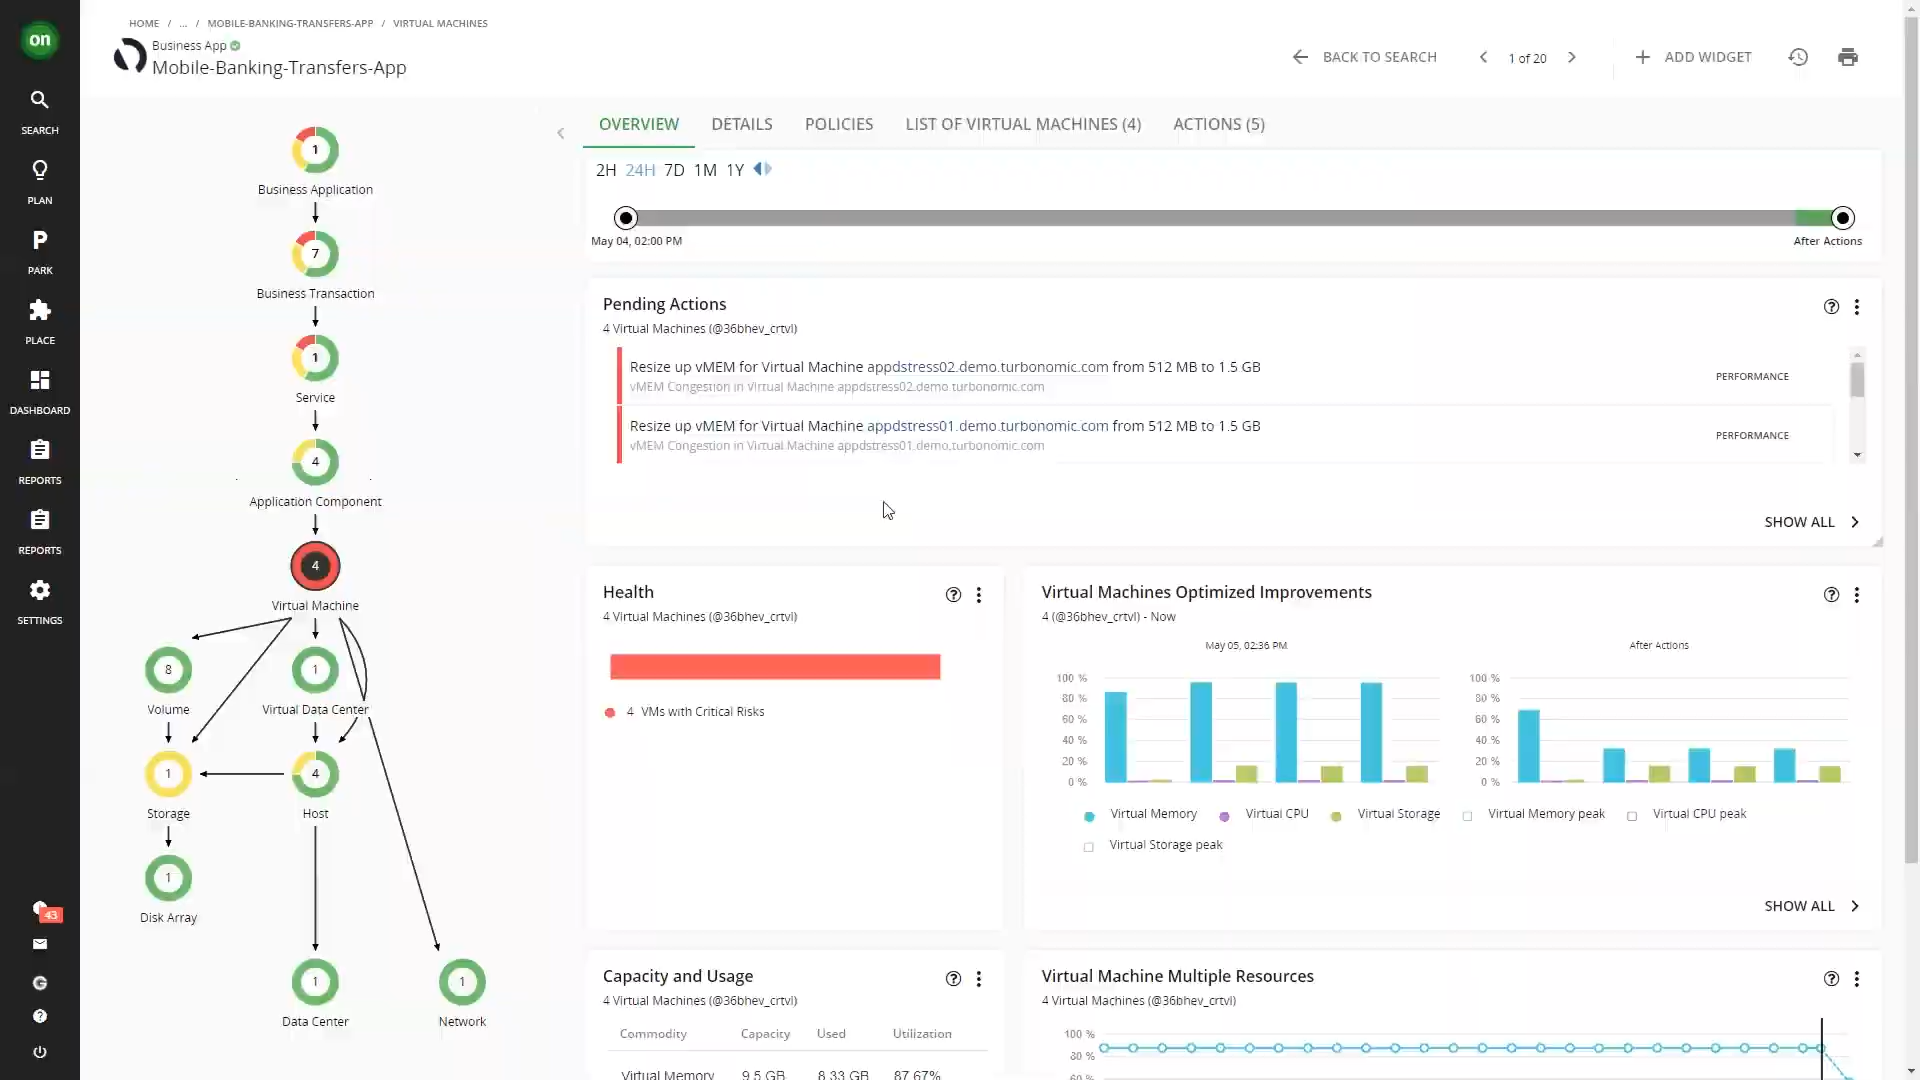 on
HOME / ... / MOBILE-BANKING-TRANSFERS-APP / VIRTUAL MACHINES
Business App
Mobile-Banking-Transfers-App
BACK TO SEARCH
1 of 20
ADD WIDGET
SEARCH
PLAN
P
PARK
PLACE
DASHBOARD
REPORTS
REPORTS
SETTINGS
43
1
Business Application
7
Business Transaction
1
Service
4
Application Component
4
Virtual Machine
8
Volume
1
Virtual Data Center
1
Storage
4
Host
1
Disk Array
1
Data Center
1
Network
OVERVIEW DETAILS POLICIES LIST OF VIRTUAL MACHINES (4) ACTIONS (5)
2H 24H 7D 1M 1Y
May 04, 02:00 PM
After Actions
Pending Actions
4 Virtual Machines (@36bhev_crtvl)
Resize up vMEM for Virtual Machine appdstress02.demo.turbonomic.com from 512 MB to 1.5 GB
vMEM Congestion in Virtual Machine appdstress02.demo.turbonomic.com
PERFORMANCE
Resize up vMEM for Virtual Machine appdstress01.demo.turbonomic.com from 512 MB to 1.5 GB
vMEM Congestion in Virtual Machine appdstress01.demo.turbonomic.com
PERFORMANCE
SHOW ALL
Health
4 Virtual Machines (@36bhev_crtvl)
4 VMs with Critical Risks
Virtual Machines Optimized Improvements
4 (@36bhev_crtvl) - Now
May 05, 02:36 PM
100 %
80 %
60 %
40 %
20 %
0 %
After Actions
100 %
80 %
60 %
40 %
20 %
0 %
Virtual Memory Virtual CPU Virtual Storage Virtual Memory peak Virtual CPU peak
Virtual Storage peak
SHOW ALL
Capacity and Usage
4 Virtual Machines (@36bhev_crtvl)
Commodity Capacity Used Utilization
Virtual Memory 9.5 GB 8.33 GB 87.67%
Virtual Machine Multiple Resources
4 Virtual Machines (@36bhev_crtvl)
100 %
80 %
60 %